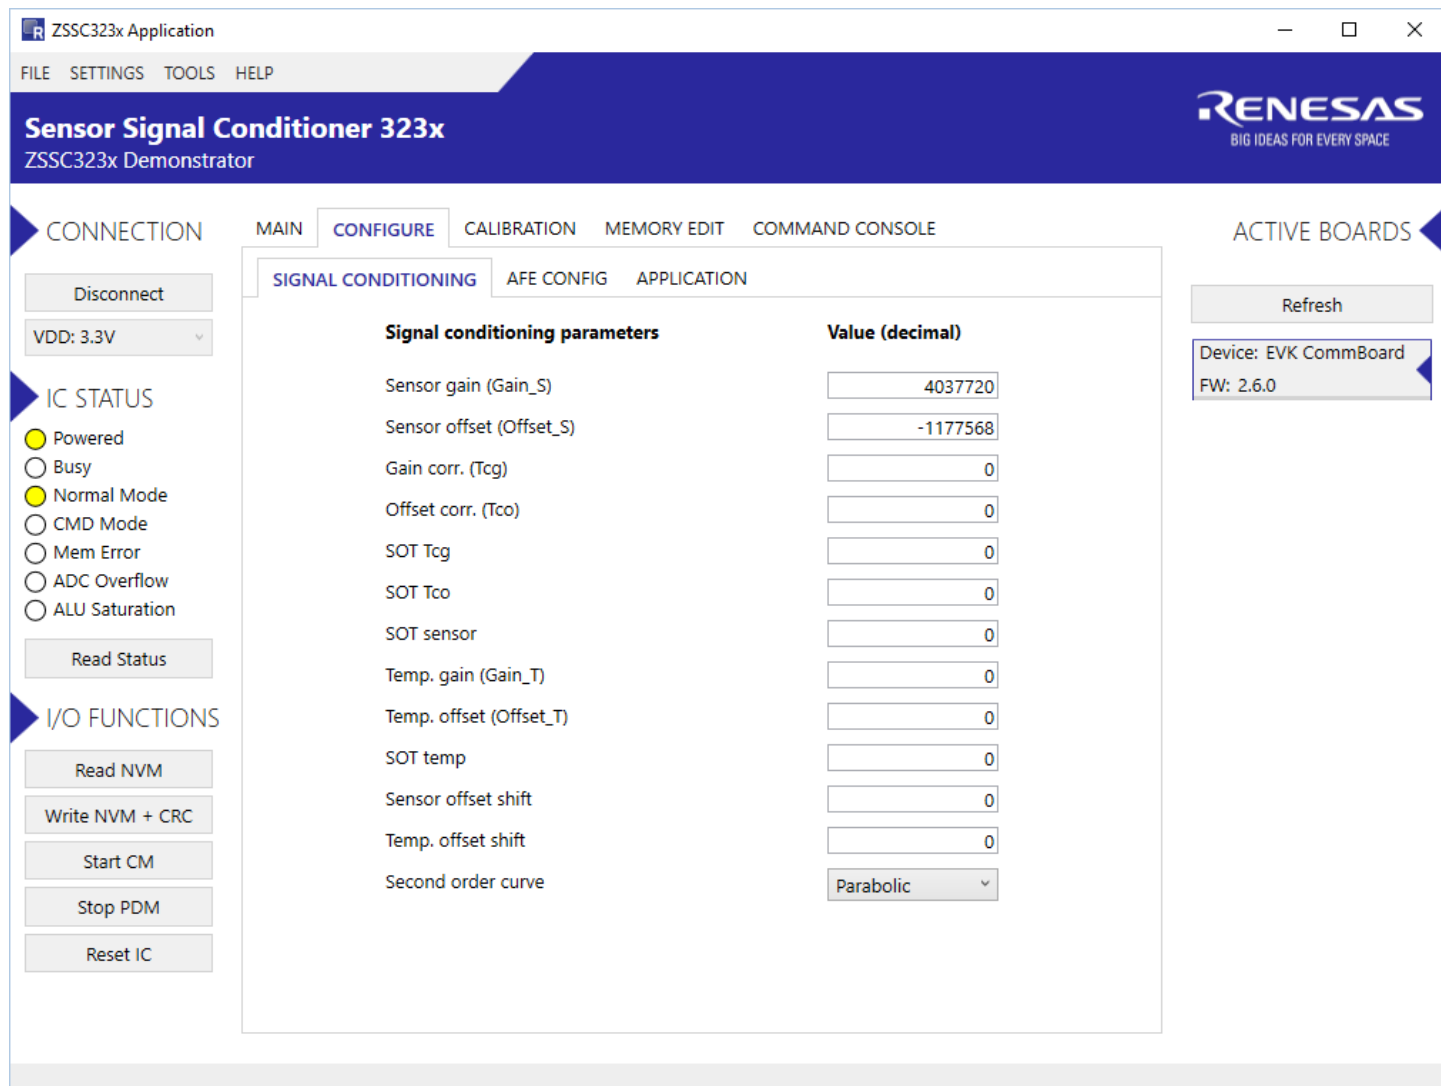 ZSSC323x Application
FILE SETTINGS TOOLS HELP
Sensor Signal Conditioner 323x
ZSSC323x Demonstrator
RENESAS
BIG IDEAS FOR EVERY SPACE
CONNECTION
Disconnect
VDD: 3.3V
IC STATUS
Powered
Busy
Normal Mode
CMD Mode
Mem Error
ADC Overflow
ALU Saturation
Read Status
I/O FUNCTIONS
Read NVM
Write NVM + CRC
Start CM
Stop PDM
Reset IC
MAIN CONFIGURE CALIBRATION MEMORY EDIT COMMAND CONSOLE
SIGNAL CONDITIONING AFE CONFIG APPLICATION
Signal conditioning parameters Value (decimal)
Sensor gain (Gain_S) 4037720
Sensor offset (Offset_S) -1177568
Gain corr. (Tcg) 0
Offset corr. (Tco) 0
SOT Tcg 0
SOT Tco 0
SOT sensor 0
Temp. gain (Gain_T) 0
Temp. offset (Offset_T) 0
SOT temp 0
Sensor offset shift 0
Temp. offset shift 0
Second order curve Parabolic
ACTIVE BOARDS
Refresh
Device: EVK CommBoard
FW: 2.6.0